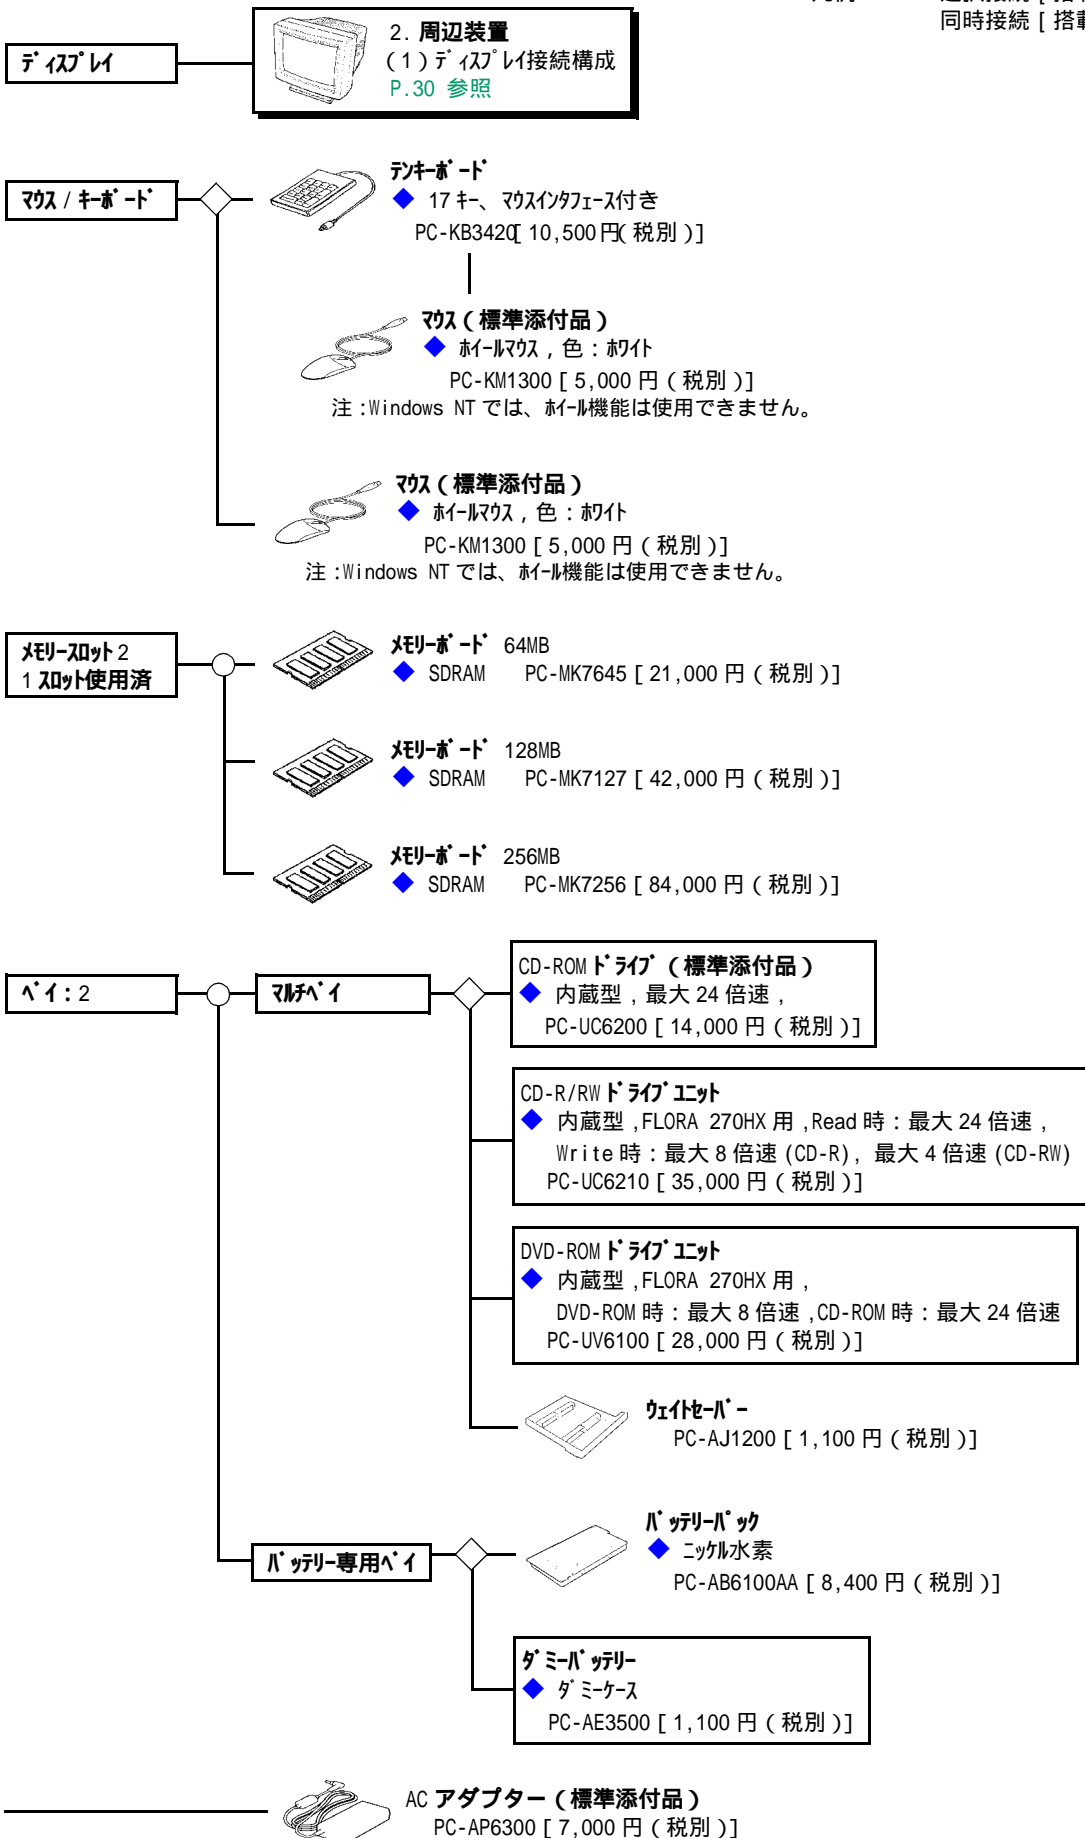 同時接続 [ 搭載
ディスプレイ
2. 周辺装置
(1)ディスプレイ接続構成
P.30 参照
マウス / キーボード
テンキーボード
◆ 17 キー、マウスインタフェース付き
PC-KB3420[ 10,500円(税別)]
マウス(標準添付品)
◆ ホイールマウス,色:ホワイト
PC-KM1300 [ 5,000 円(税別)]
注:Windows NT では、ホイール機能は使用できません。
マウス(標準添付品)
◆ ホイールマウス,色:ホワイト
PC-KM1300 [ 5,000 円(税別)]
注:Windows NT では、ホイール機能は使用できません。
メモリースロット 2
1 スロット使用済
メモリーボード 64MB
◆ SDRAM PC-MK7645 [ 21,000 円(税別)]
メモリーボード 128MB
◆ SDRAM PC-MK7127 [ 42,000 円(税別)]
メモリーボード 256MB
◆ SDRAM PC-MK7256 [ 84,000 円(税別)]
ベイ:2
マルチベイ
CD-ROM ドライブ(標準添付品)
◆ 内蔵型,最大 24 倍速,
PC-UC6200 [ 14,000 円(税別)]
CD-R/RW ドライブユニット
◆ 内蔵型,FLORA 270HX 用,Read 時:最大 24 倍速,
Write 時:最大 8 倍速 (CD-R), 最大 4 倍速 (CD-RW)
PC-UC6210 [ 35,000 円(税別)]
DVD-ROM ドライブユニット
◆ 内蔵型,FLORA 270HX 用,
DVD-ROM 時:最大 8 倍速,CD-ROM 時:最大 24 倍速
PC-UV6100 [ 28,000 円(税別)]
ウェイトセーバー
PC-AJ1200 [ 1,100 円(税別)]
バッテリー専用ベイ
バッテリーパック
◆ ニッケル水素
PC-AB6100AA [ 8,400 円(税別)]
ダミーバッテリー
◆ ダミーケース
PC-AE3500 [ 1,100 円(税別)]
AC アダプター(標準添付品)
PC-AP6300 [ 7,000 円(税別)]